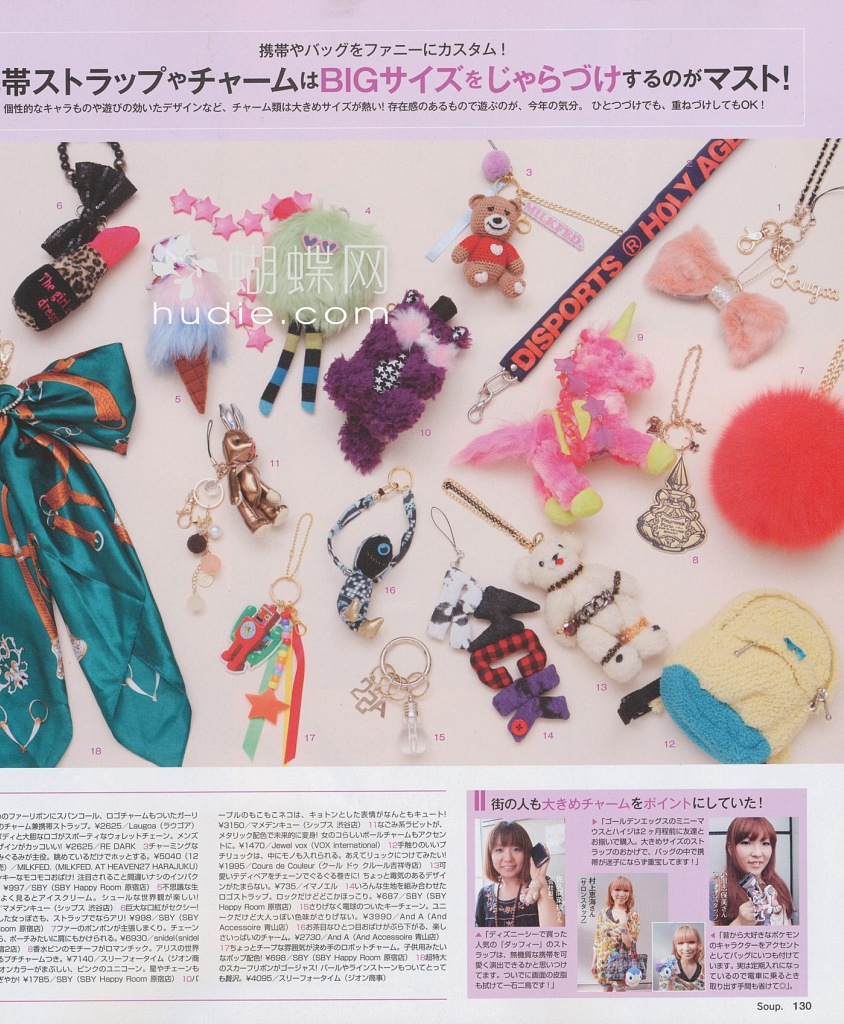 携帯やバッグをファニーにカスタム!
帯ストラップやチャームはBIGサイズをじゃらづけするのがマスト!
個性的なキャラものや遊びの効いたデザインなど、チャーム類は大きめサイズが熱い! 存在感のあるもので遊ぶのが、今年の気分。 ひとつづけでも、重ねづけしてもOK!
6
3
4
2
1
7
5
9
10
11
8
16
13
14
12
17
15
18
The girl
dress
MILKFED.
DISPORTS ® HOLY AGE
Laugoa
蝴蝶网
hudie.com
のファーリボンにスパンコール、ロゴチャームもついたガーリ
チャーム兼携帯ストラップ。¥2625/Laugoa(ラウゴア)
ディと大胆なロゴがスポーティなウォレットチェーン。メンズ
ザインがカッコいい! ¥2625/RE DARK 3チャーミングな
ぐるみが主役。眺めているだけでホッとする。¥5040(12
)/MILKFED. (MILKFED. AT HEAVEN27 HARAJUKU)
ンキーなモコモコおばけ! 注目されること間違いナシのインパク
¥997/SBY(SBY Happy Room 原宿店) 5不思議な生
よく見るとアイスクリーム。シュールな世界観が楽しい!
マメデンキュー(シップス 渋谷店) 6巨大な口紅がセクシー!
した女っぽさも、ストラップでならアリ! ¥998/SBY(SBY
oom 原宿店) 7ファーのポンポンが主張しまくり。チェーン
ら、ポーチみたいに肩にもかけられる。¥6930/snidel(snidel
宿2店) 8香水ビンのモチーフがロマンチック。アリスの世界
るプチチャームつき。¥7140/スリーフォータイム(ジオン商
オンカラーがまぶしい、ピンクのユニコーン。星やチェーンも
ぎやか! ¥1785/SBY(SBY Happy Room 原宿店) 10パ
ープルのもこもこネコは、キョトンとした表情がなんともキュート!
¥3150/マメデンキュー(シップス 渋谷店) 11なごみ系ラビットが、
メタリック配色で未来的に変身! 女のコらしいボールチャームもアクセン
トに。¥1470/Jewel vox(VOX international) 12手触りのいいプ
チリュックは、中にモノも入れられる。あえてリュックにつけてみたい!
¥1995/Cours de Couleur(クール ドゥ クルール吉祥寺店) 13可
愛いテディベアをチェーンでぐるぐる巻きに! ちょっと毒気のあるデザイ
ンがたまらない。¥735/イマノエル 14いろんな生地を組み合わせた
ロゴストラップ。ロックだけどどこかほっこり。¥687/SBY(SBY
Happy Room 原宿店) 15さりげなく電球のついたキーチェーン。ユニ
ークだけど大人っぽい色味がさりげない。¥3990/And A(And
Accessoire 青山店) 16お茶目なひとつ目おばけがぶら下がる、楽し
さいっぱいのチャーム。¥2730/And A(And Accessoire 青山店)
17ちょっとチープな雰囲気が決め手のロボットチャーム。子供用みたい
なポップ配色! ¥698/SBY(SBY Happy Room 原宿店) 18超特大
のスカーフリボンがゴージャス! パールやラインストーンもついてとって
も贅沢。¥4095/スリーフォータイム(ジオン商事)
街の人も大きめチャームをポイントにしていた!
▶「ゴールデンエッグスのミニー
マウスとハイジは2ヶ月程前に友達と
お揃いで購入。大きめサイズのスト
ラップのおかげで、バッグの中で携
帯が迷子にならず重宝してます!」
村上恵海さん
(サロンスタッフ)
▲「ディズニーシーで買った
人気の『ダッフィー』のスト
ラップは、無機質な携帯を可
愛く演出できるかと思いつけ
てます。ついでに画面の皮脂
も拭けて一石二鳥です!」
◀「昔から大好きなポケモン
のキャラクターをアクセント
としてバッグにいつも付けて
います。実は定期入れになっ
ているので電車に乗るとき
取り出す手間も省けて◎」
Soup. 130